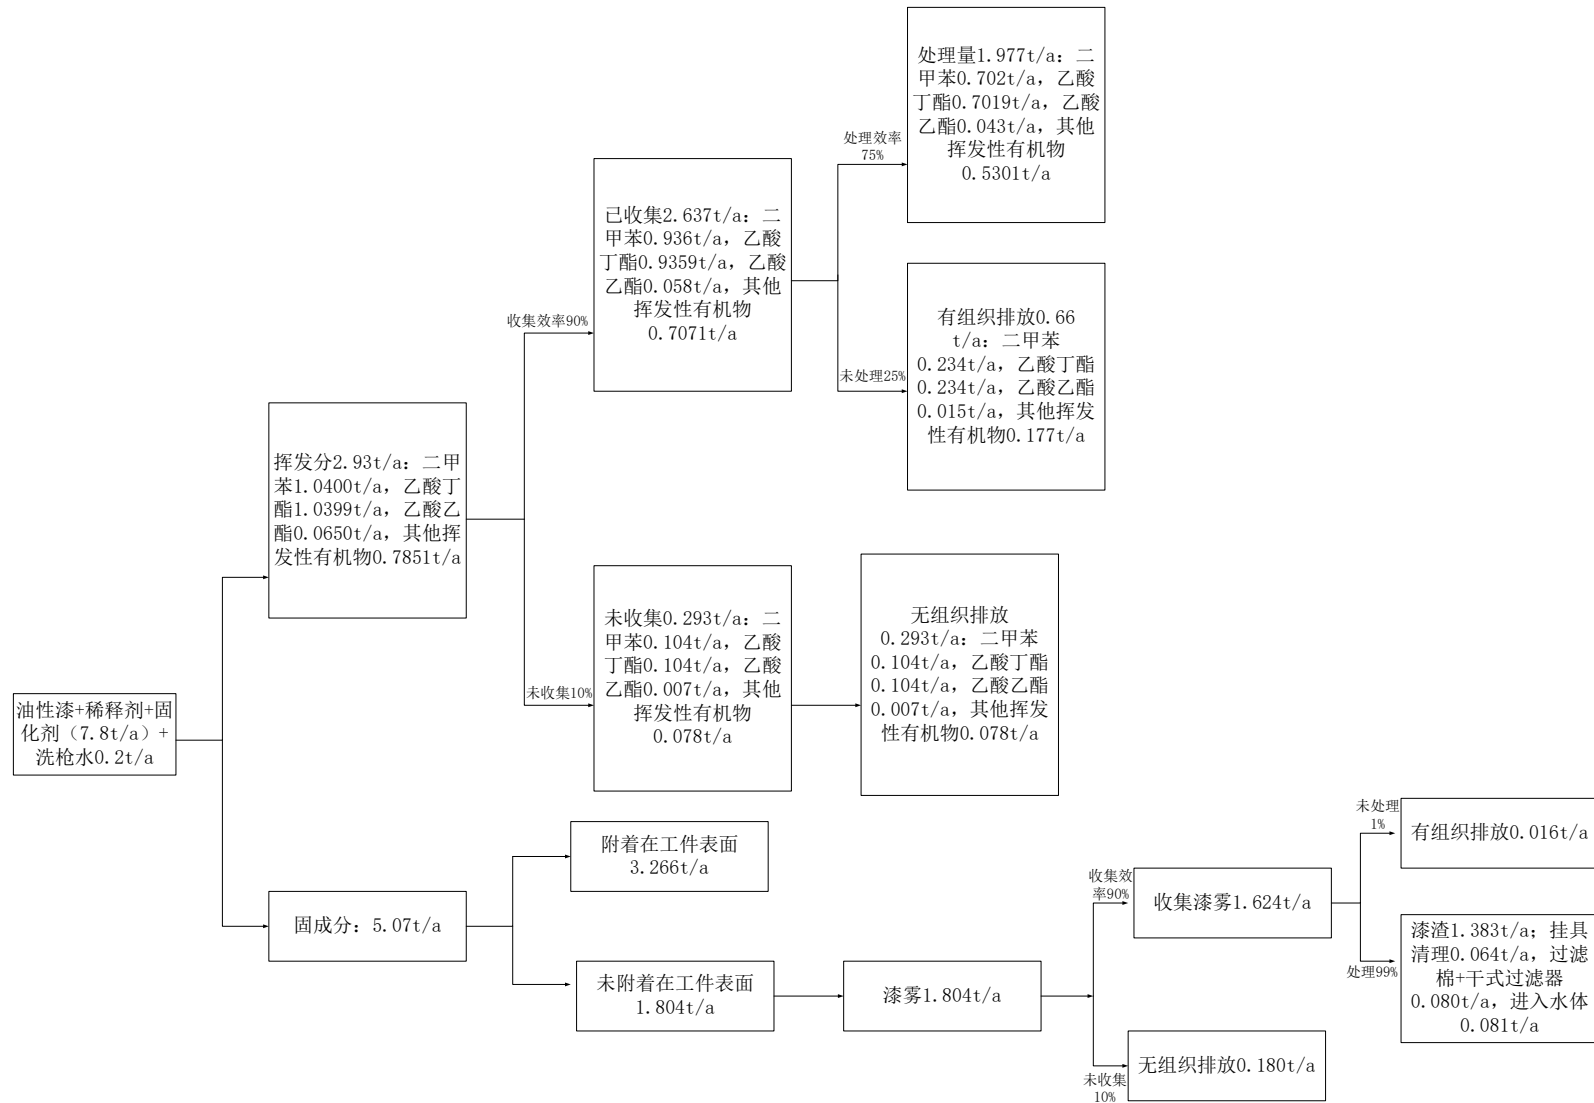 处理量1.977t/a：二
甲苯0.702t/a，乙酸
丁酯0.7019t/a，乙酸
乙酯0.043t/a，其他
挥发性有机物
0.5301t/a
处理效率
75%
已收集2.637t/a：二
甲苯0.936t/a，乙酸
丁酯0.9359t/a，乙酸
乙酯0.058t/a，其他
挥发性有机物
0.7071t/a
收集效率90%
有组织排放0.66
t/a：二甲苯
0.234t/a，乙酸丁酯
0.234t/a，乙酸乙酯
0.015t/a，其他挥发
性有机物0.177t/a
未处理25%
挥发分2.93t/a：二甲
苯1.0400t/a，乙酸丁
酯1.0399t/a，乙酸乙
酯0.0650t/a，其他挥
发性有机物0.7851t/a
未收集0.293t/a：二
甲苯0.104t/a，乙酸
丁酯0.104t/a，乙酸
乙酯0.007t/a，其他
挥发性有机物
0.078t/a
未收集10%
无组织排放
0.293t/a：二甲苯
0.104t/a，乙酸丁酯
0.104t/a，乙酸乙酯
0.007t/a，其他挥发
性有机物0.078t/a
油性漆+稀释剂+固
化剂（7.8t/a）+
洗枪水0.2t/a
附着在工件表面
3.266t/a
固成分：5.07t/a
未附着在工件表面
1.804t/a
漆雾1.804t/a
收集效
率90%
收集漆雾1.624t/a
未处理
1%
有组织排放0.016t/a
处理99%
漆渣1.383t/a；挂具
清理0.064t/a，过滤
棉+干式过滤器
0.080t/a，进入水体
0.081t/a
未收集
10%
无组织排放0.180t/a